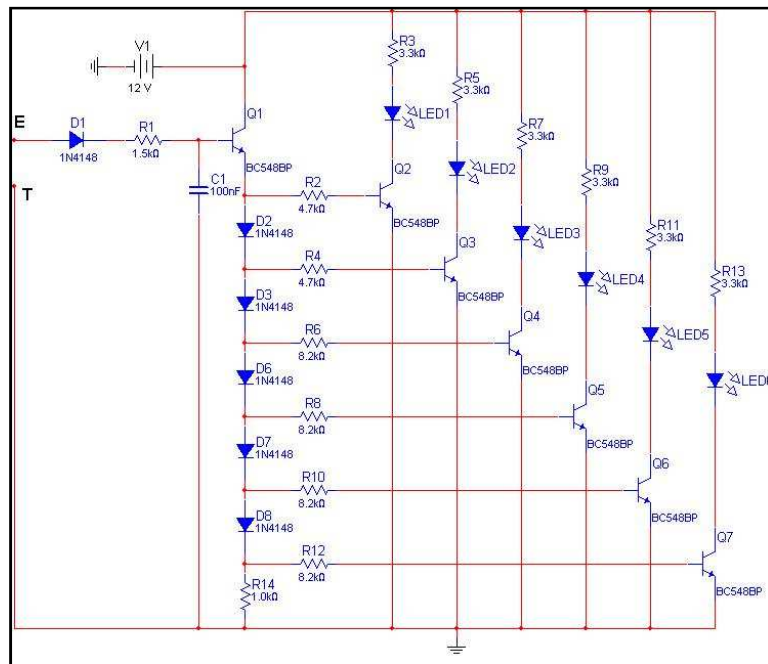 V1
12 V
E
D1
1N4148
R1
1.5kΩ
T
C1
100nF
Q1
BC548BP
R3
3.3kΩ
LED1
R5
3.3kΩ
LED2
R7
3.3kΩ
LED3
R9
3.3kΩ
LED4
R11
3.3kΩ
LED5
R13
3.3kΩ
R2
4.7kΩ
Q2
BC548BP
D2
1N4148
R4
4.7kΩ
Q3
BC548BP
D3
1N4148
R6
8.2kΩ
Q4
BC548BP
D6
1N4148
R8
8.2kΩ
Q5
BC548BP
D7
1N4148
R10
8.2kΩ
Q6
BC548BP
D8
1N4148
R12
8.2kΩ
Q7
BC548BP
R14
1.0kΩ